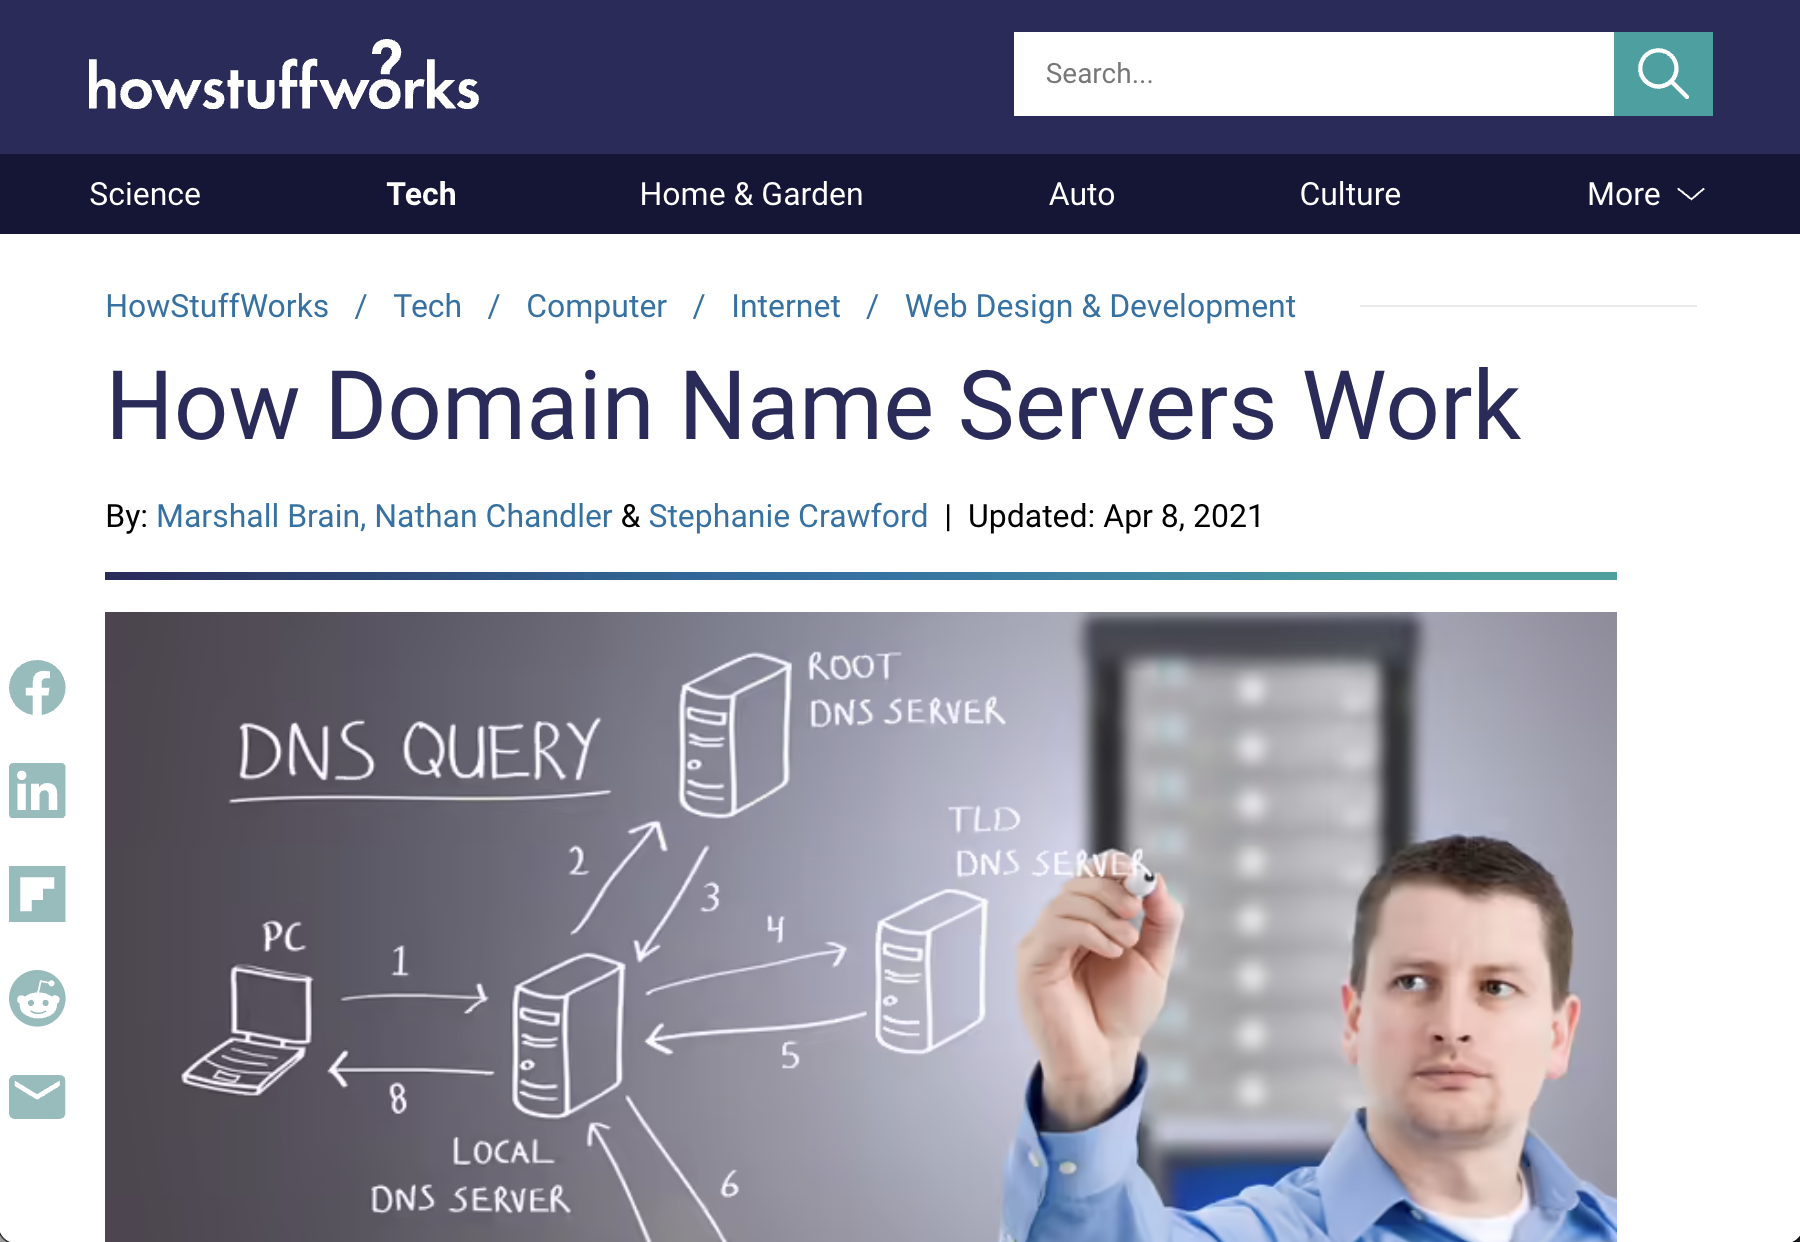 howstuffworks
Search...
Science Tech Home & Garden Auto Culture More
HowStuffWorks / Tech / Computer / Internet / Web Design & Development
How Domain Name Servers Work
By: Marshall Brain, Nathan Chandler & Stephanie Crawford | Updated: Apr 8, 2021
ROOT
DNS SERVER
DNS QUERY
TLD
DNS SERVER
2
3
4
PC
1
5
8
LOCAL
DNS SERVER
6
in